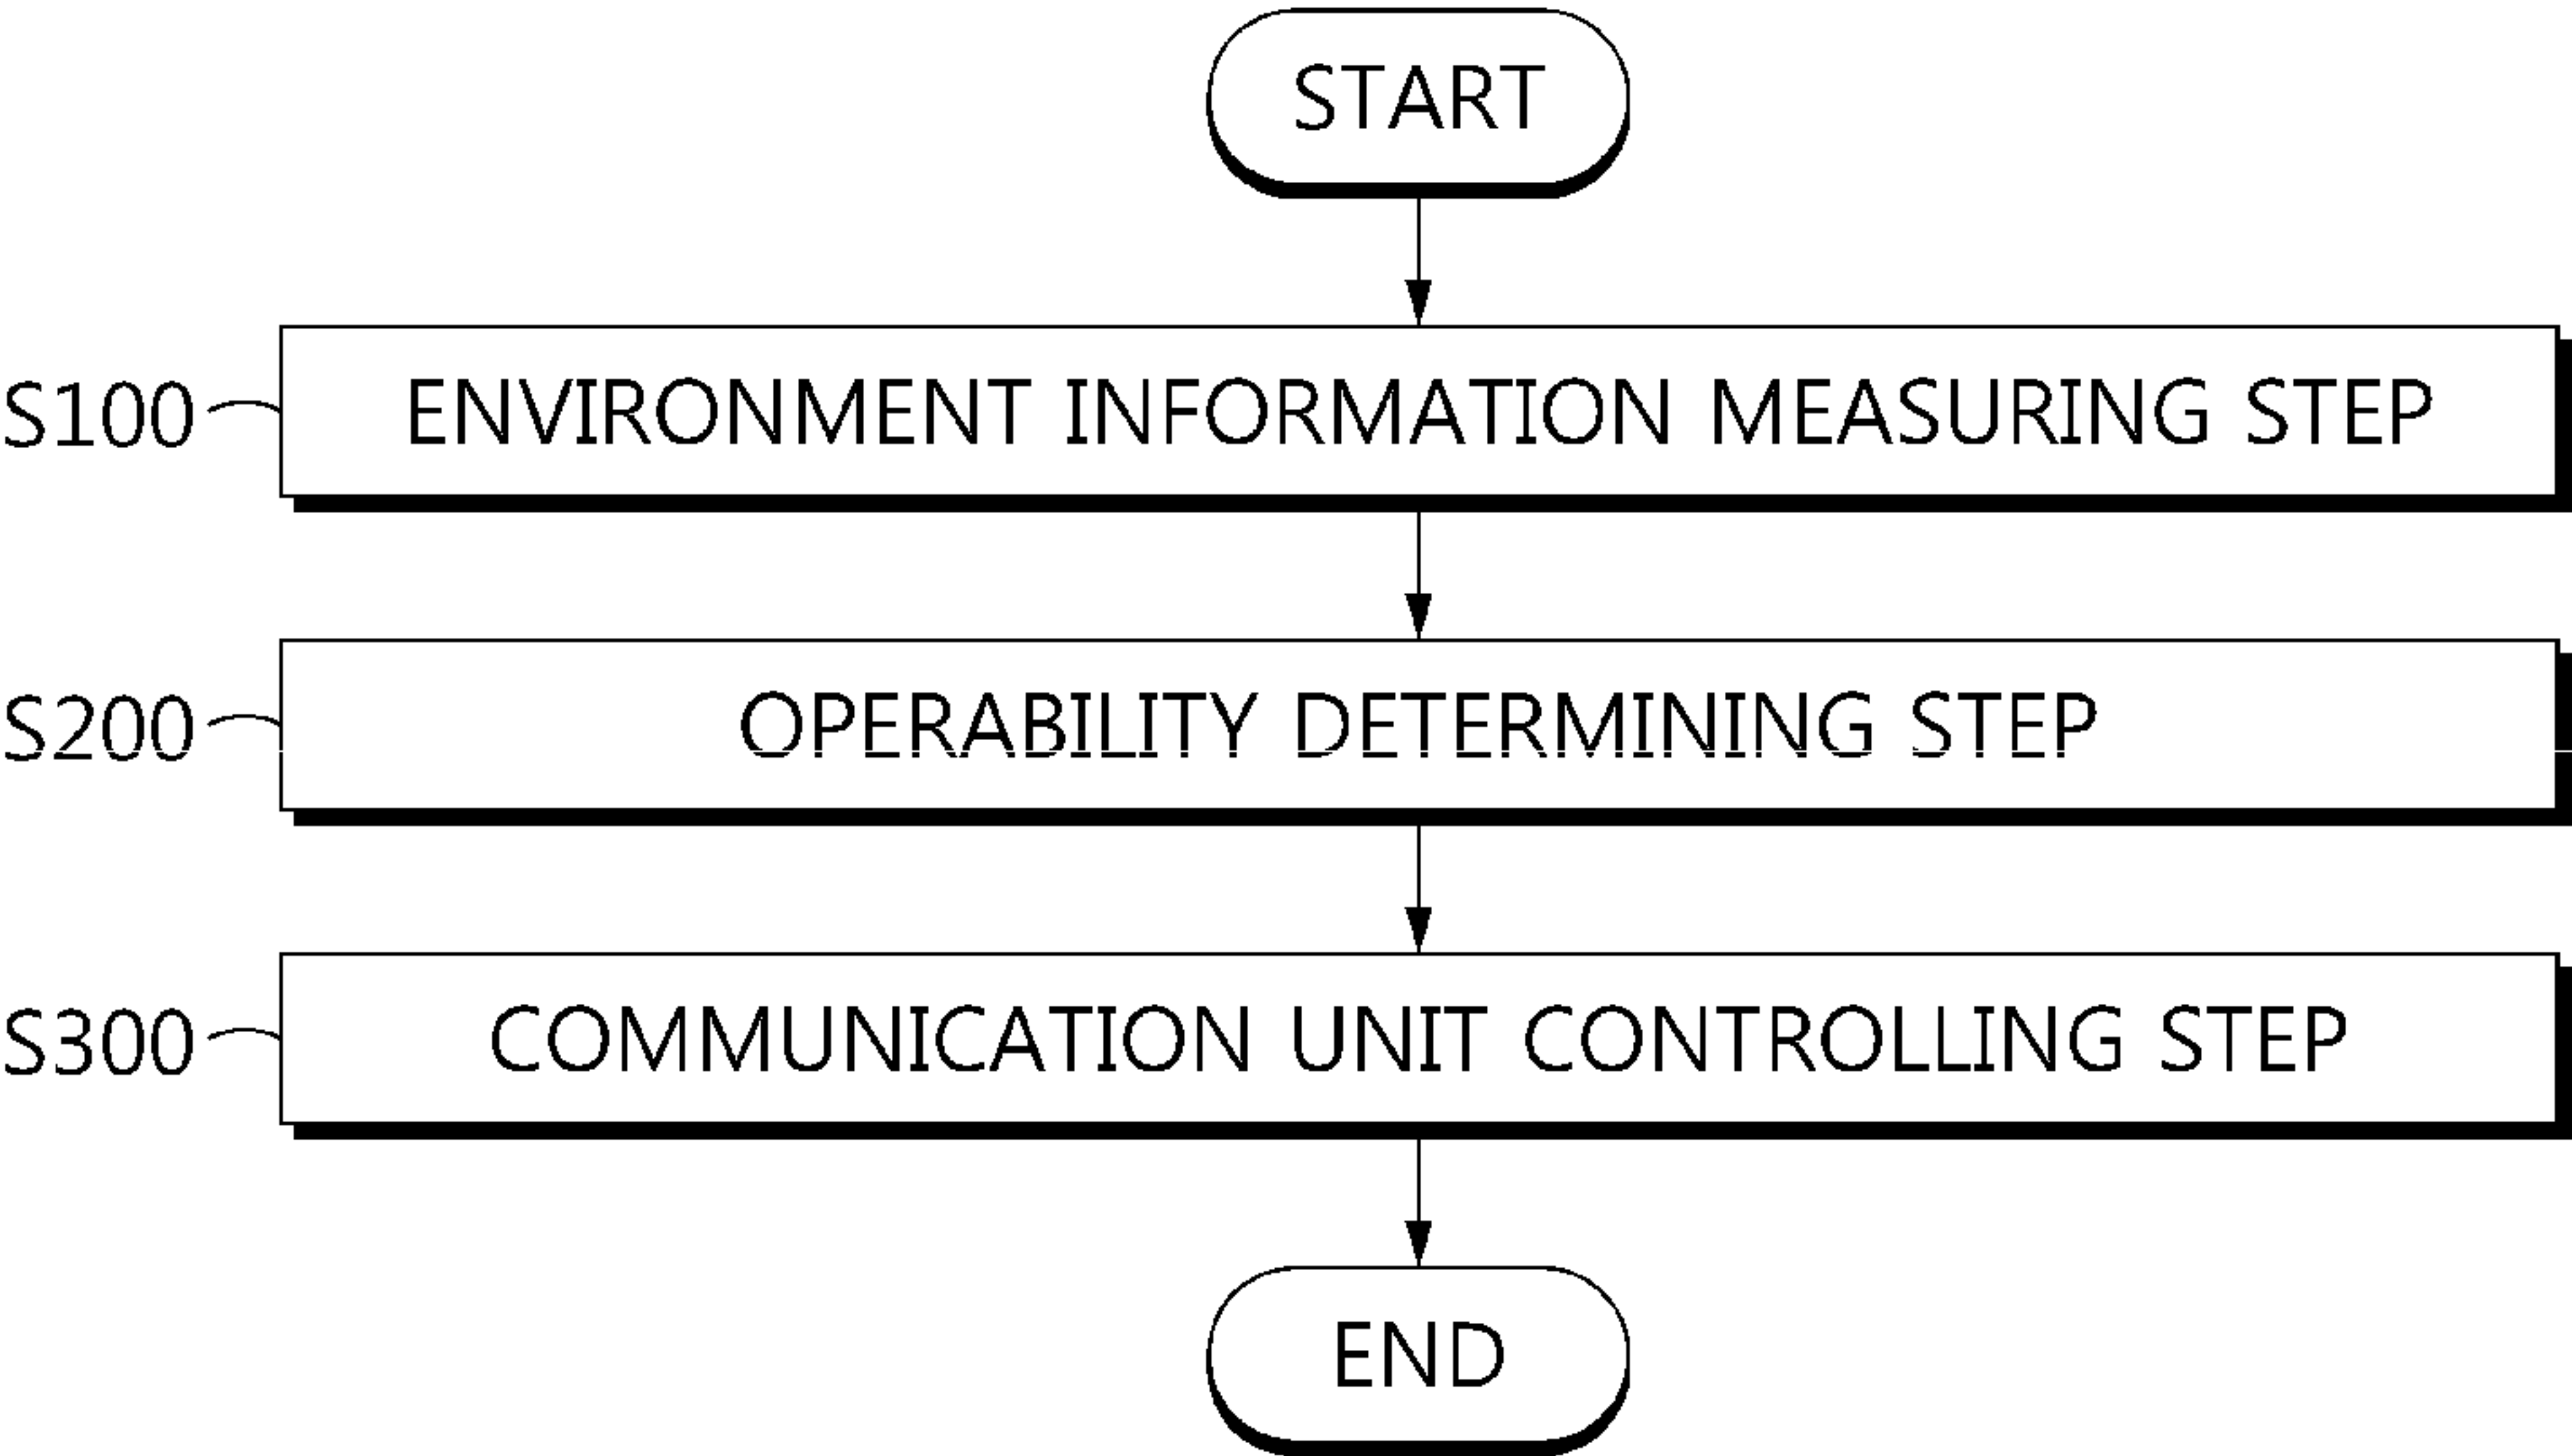 START
S100 ENVIRONMENT INFORMATION MEASURING STEP
S200 OPERABILITY DETERMINING STEP
S300 COMMUNICATION UNIT CONTROLLING STEP
END